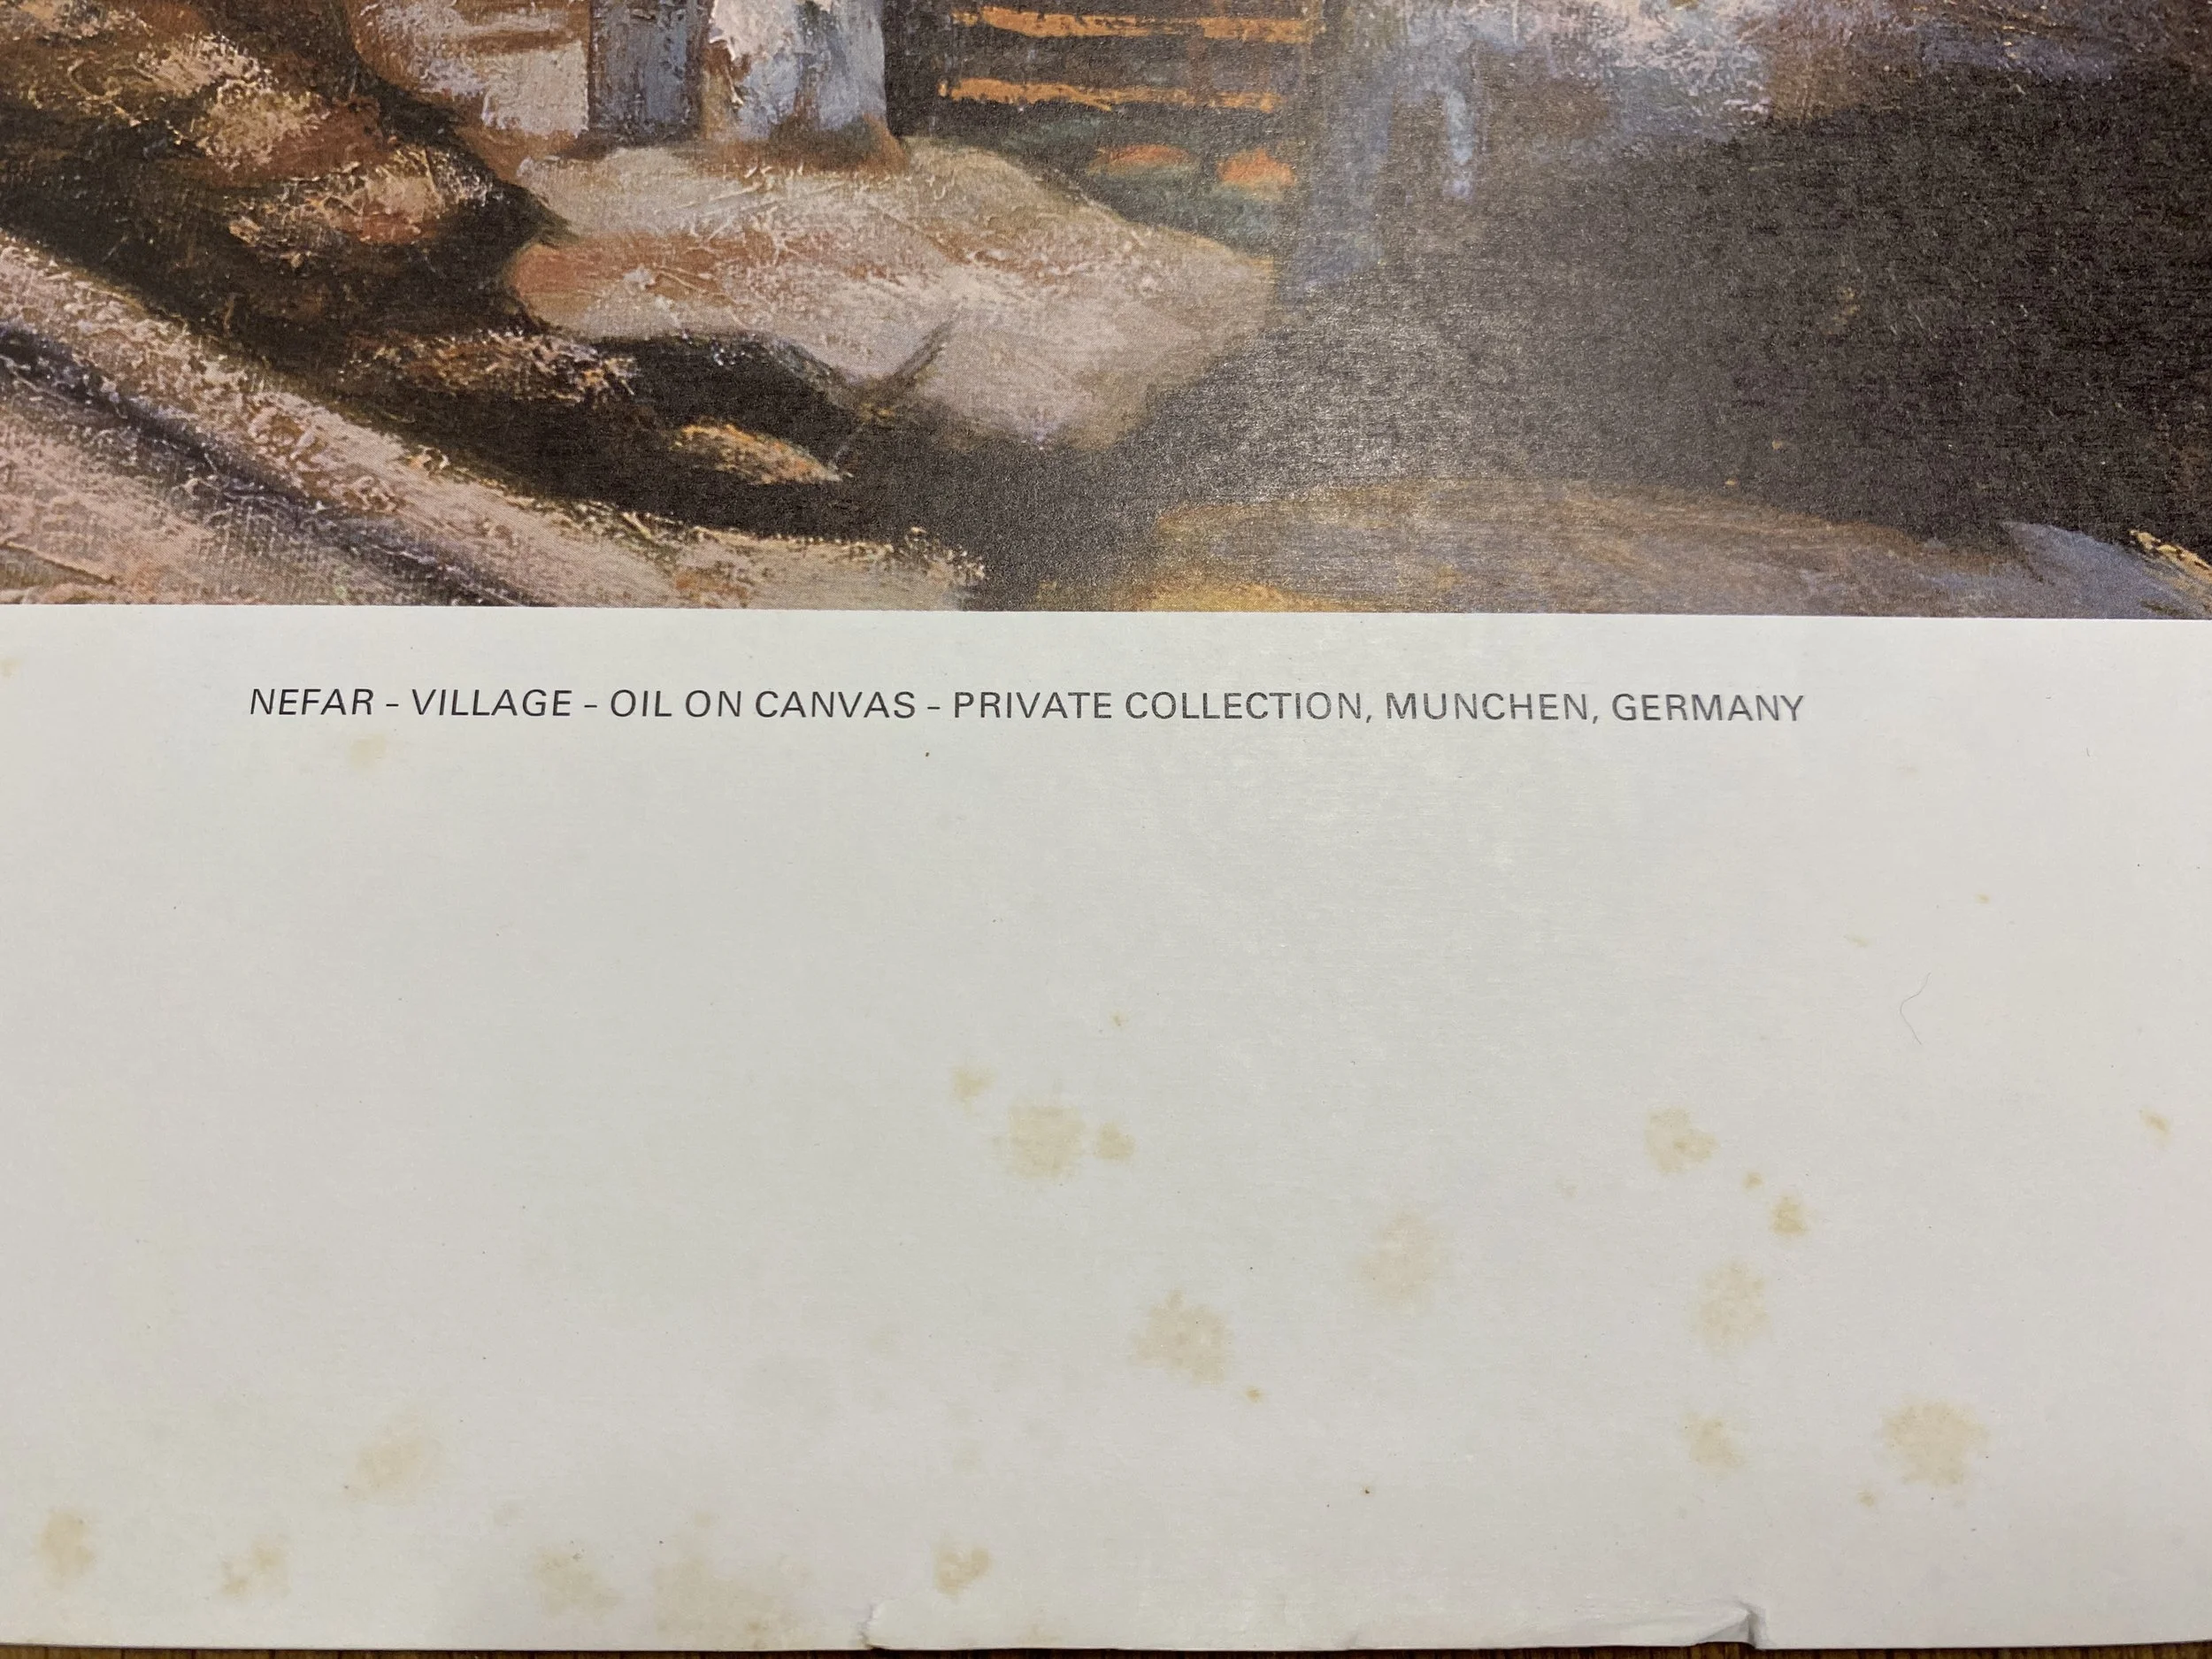 NEFAR - VILLAGE - OIL ON CANVAS - PRIVATE COLLECTION, MUNCHEN, GERMANY